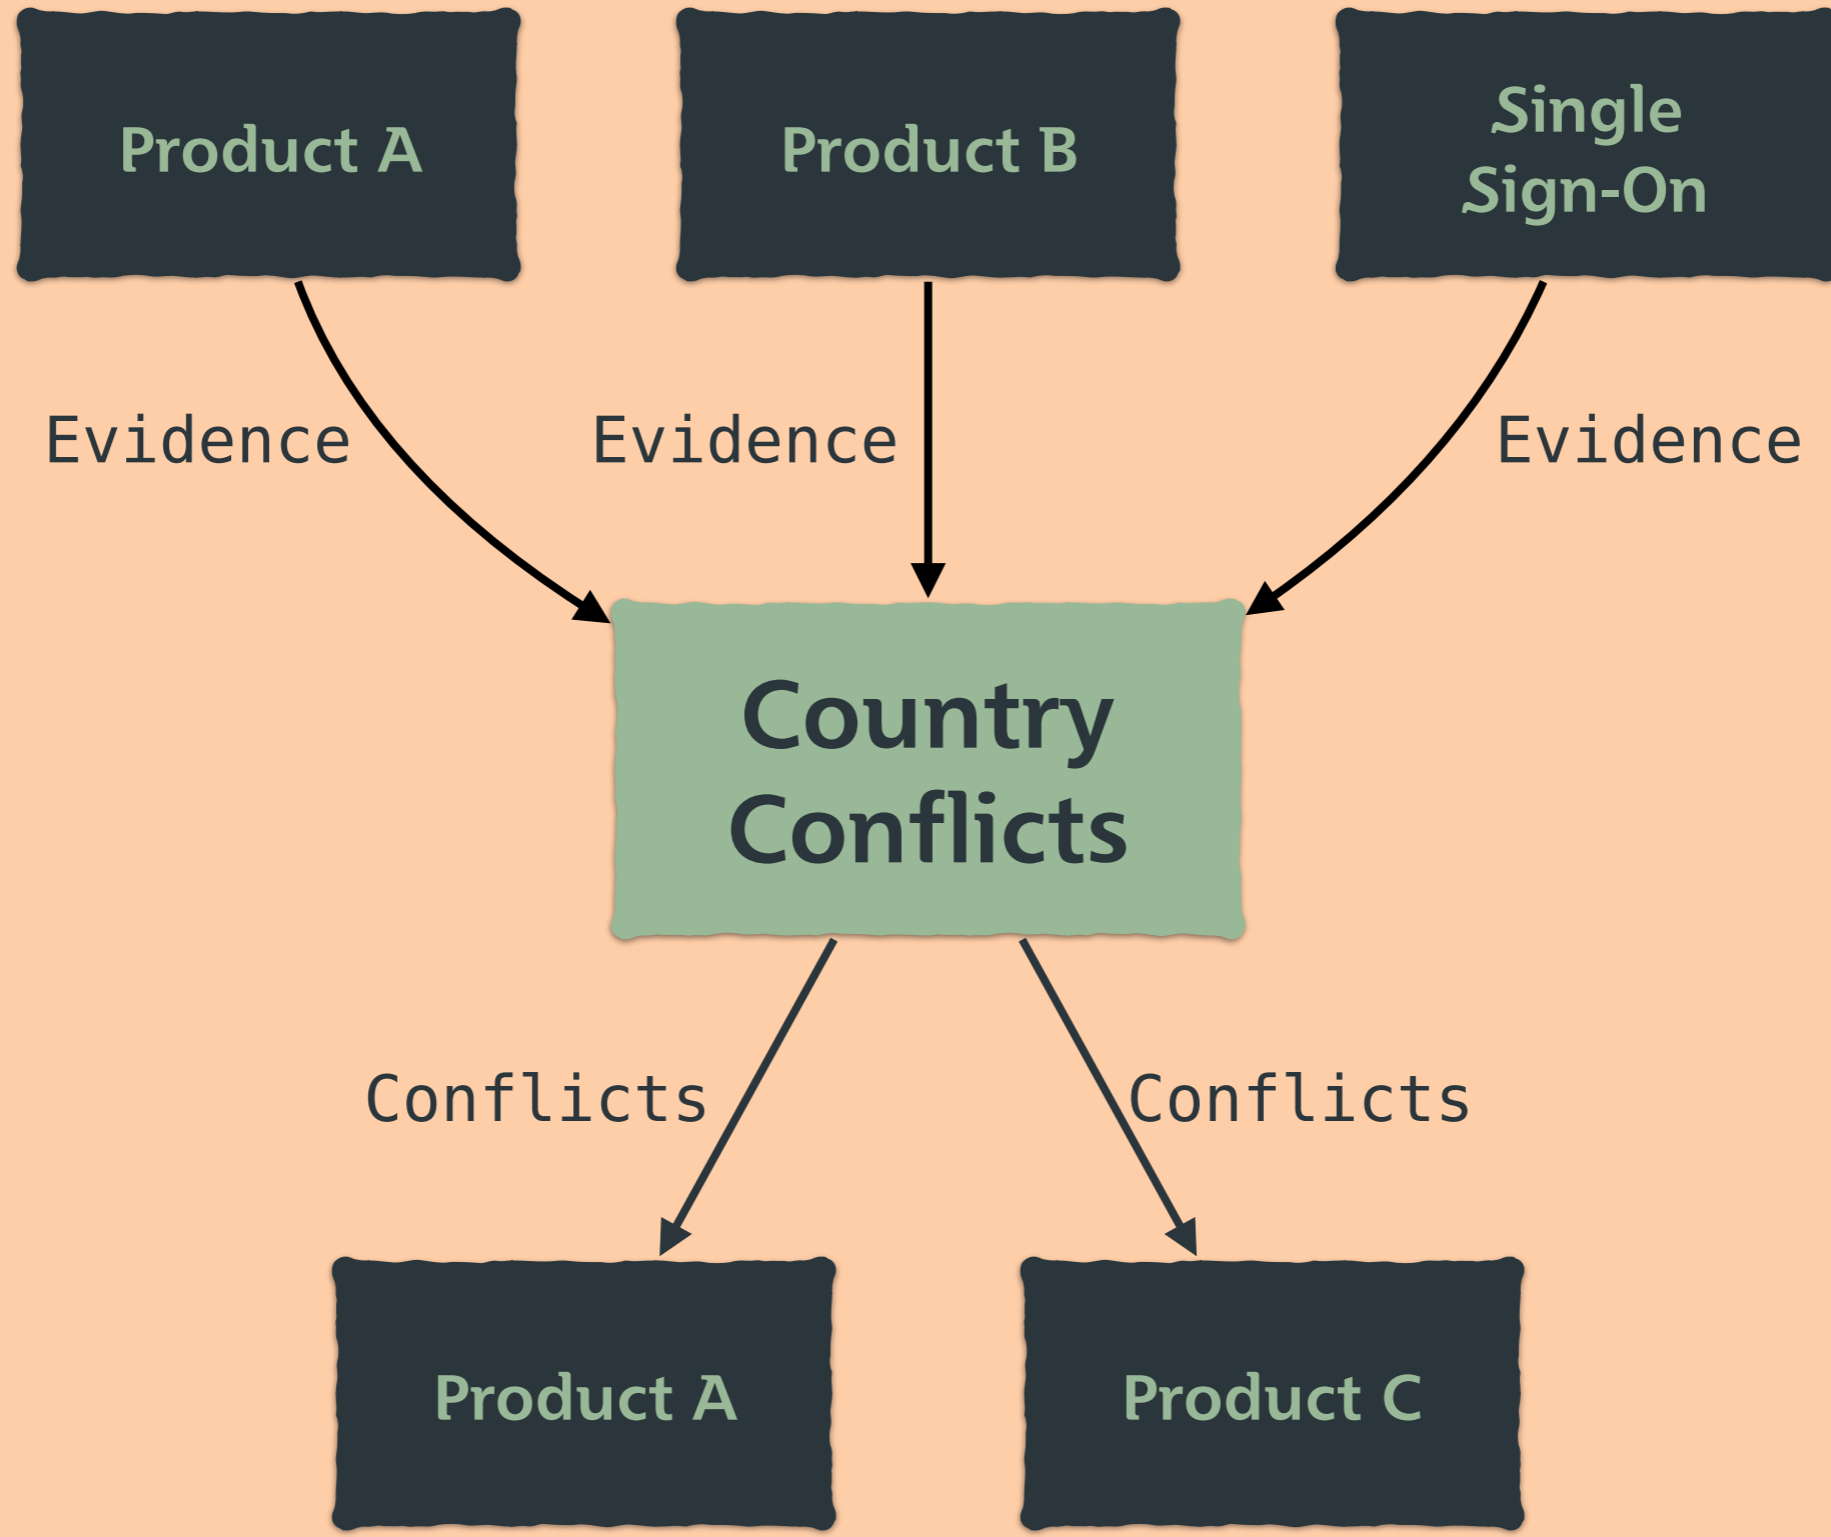 Product A
Product B
Single
Sign-On
Evidence
Evidence
Evidence
Country
Conflicts
Conflicts
Conflicts
Product A
Product C